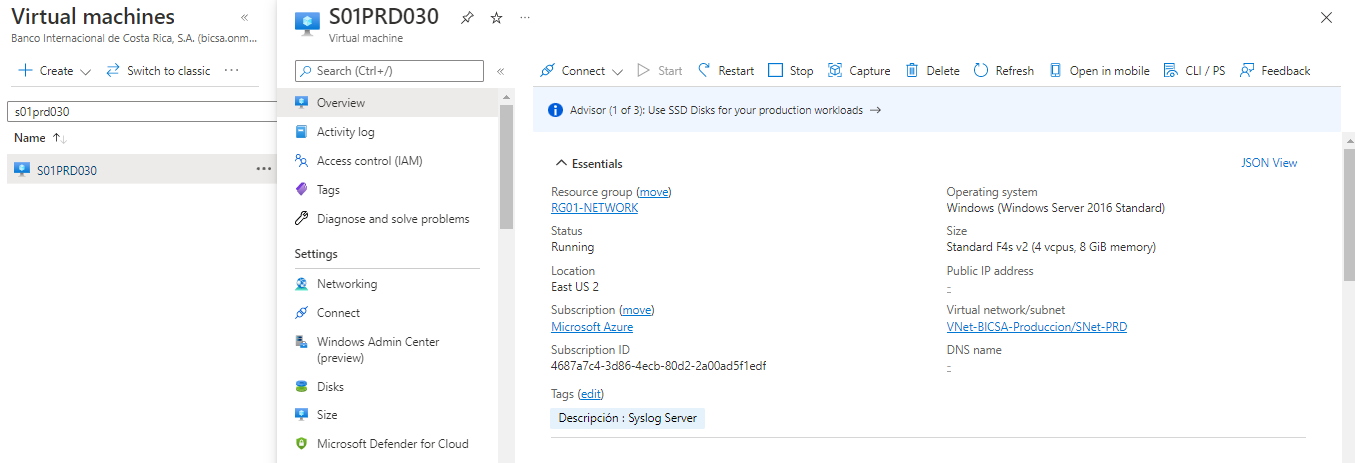 Virtual machines
«
Banco Internacional de Costa Rica, S.A. (bicsa.onm...
Create
Switch to classic
...
s01prd030
Name ↑↓
S01PRD030
...
S01PRD030
...
Virtual machine
Search (Ctrl+/)
«
Overview
Activity log
Access control (IAM)
Tags
Diagnose and solve problems
Settings
Networking
Connect
Windows Admin Center
(preview)
Disks
Size
Microsoft Defender for Cloud
Connect
Start
Restart
Stop
Capture
Delete
Refresh
Open in mobile
CLI / PS
Feedback
Advisor (1 of 3): Use SSD Disks for your production workloads →
Essentials
JSON View
Resource group (move)
RG01-NETWORK
Status
Running
Location
East US 2
Subscription (move)
Microsoft Azure
Subscription ID
4687a7c4-3d86-4ecb-80d2-2a00ad5f1edf
Tags (edit)
Descripción : Syslog Server
Operating system
Windows (Windows Server 2016 Standard)
Size
Standard F4s v2 (4 vcpus, 8 GiB memory)
Public IP address
-
Virtual network/subnet
VNet-BICSA-Produccion/SNet-PRD
DNS name
-